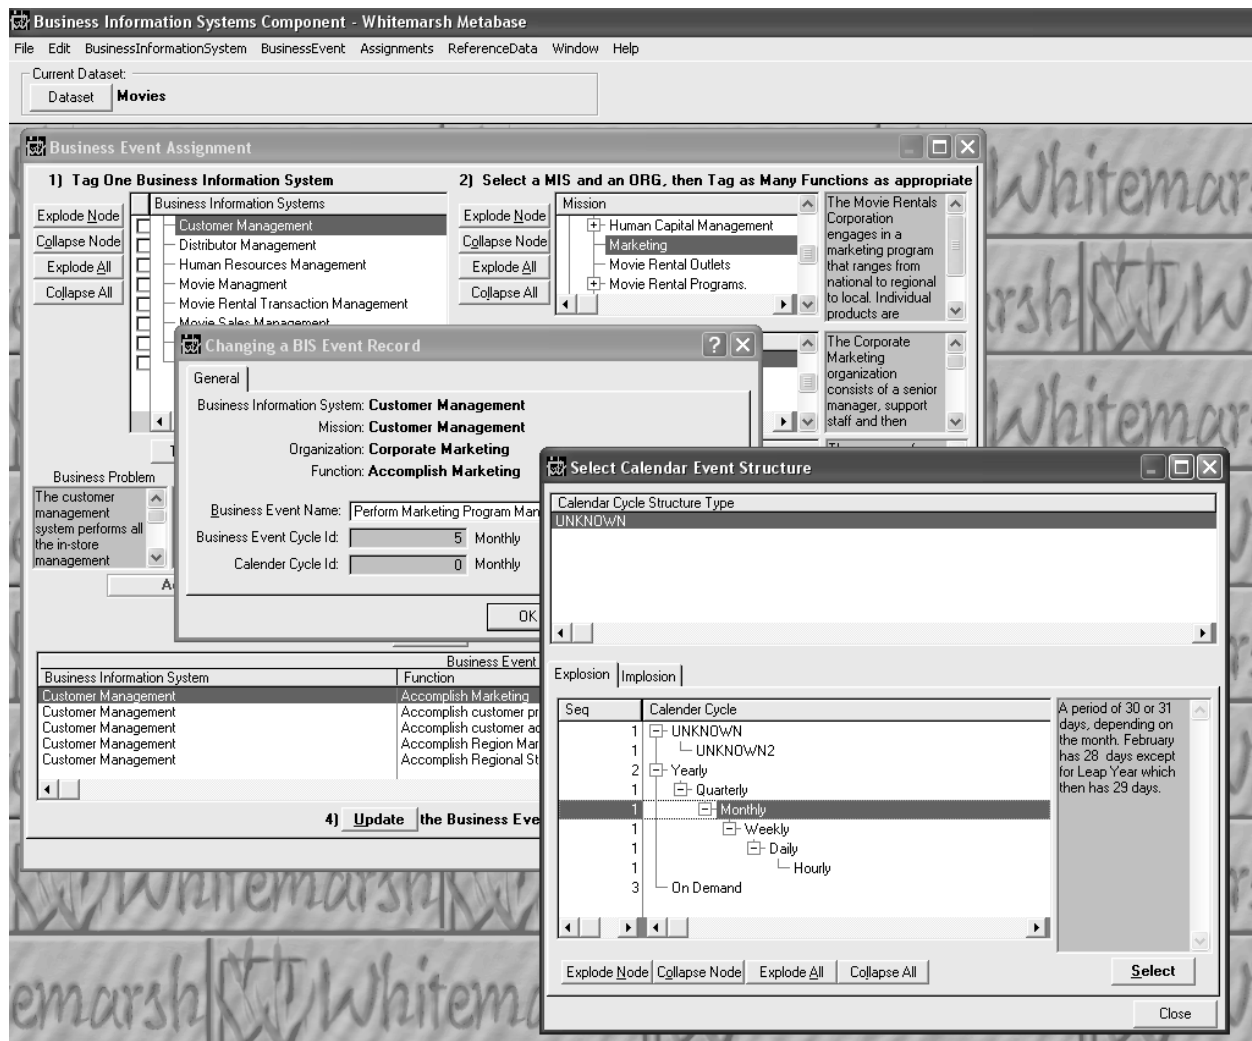 Business Information Systems Component - Whitemarsh Metabase
File Edit BusinessInformationSystem BusinessEvent Assignments ReferenceData Window Help
Current Dataset:
Dataset Movies
Business Event Assignment
1) Tag One Business Information System
2) Select a MIS and an ORG, then Tag as Many Functions as appropriate
Explode Node
Collapse Node
Explode All
Collapse All
Business Information Systems
Customer Management
Distributor Management
Human Resources Management
Movie Managment
Movie Rental Transaction Management
Movie Sales Management
Explode Node
Collapse Node
Explode All
Collapse All
Mission
Human Capital Management
Marketing
Movie Rental Outlets
Movie Rental Programs.
The Movie Rentals
Corporation
engages in a
marketing program
that ranges from
national to regional
to local. Individual
products are
The Corporate
Marketing
organization
consists of a senior
manager, support
staff and then
Changing a BIS Event Record
General
Business Information System: Customer Management
Mission: Customer Management
Organization: Corporate Marketing
Function: Accomplish Marketing
Business Event Name: Perform Marketing Program Man
Business Event Cycle Id: 5 Monthly
Calender Cycle Id: 0 Monthly
OK
Business Problem
The customer
management
system performs all
the in-store
management
Business Event
Business Information System Function
Customer Management Accomplish Marketing
Customer Management Accomplish customer pr
Customer Management Accomplish customer ac
Customer Management Accomplish Region Mar
Customer Management Accomplish Regional St
4) Update the Business Eve
Select Calendar Event Structure
Calendar Cycle Structure Type
UNKNOWN
Explosion Implosion
Seq Calender Cycle
1 UNKNOWN
1 UNKNOWN2
2 Yearly
1 Quarterly
1 Monthly
1 Weekly
1 Daily
1 Hourly
3 On Demand
A period of 30 or 31
days, depending on
the month. February
has 28 days except
for Leap Year which
then has 29 days.
Explode Node Collapse Node Explode All Collapse All
Select
Close
Whitemarsh